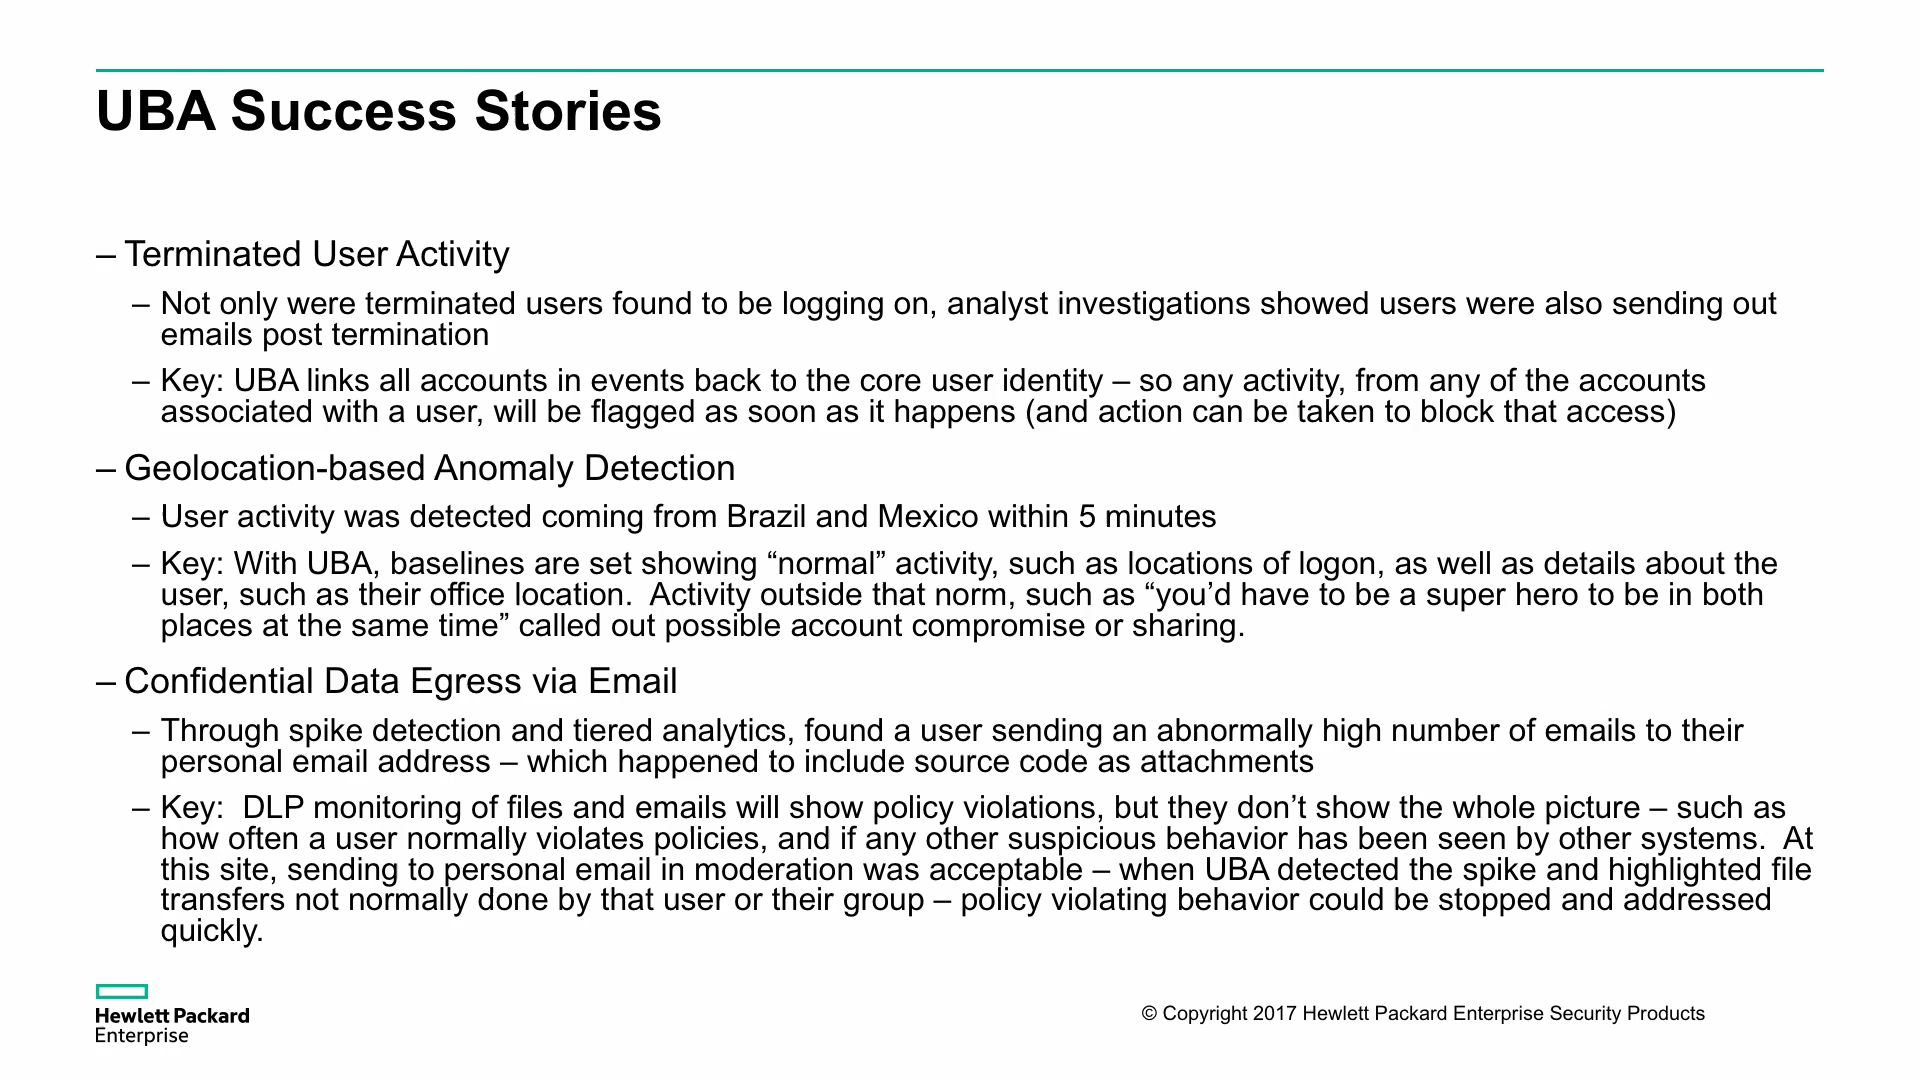 UBA Success Stories
– Terminated User Activity
– Not only were terminated users found to be logging on, analyst investigations showed users were also sending out
emails post termination
– Key: UBA links all accounts in events back to the core user identity – so any activity, from any of the accounts
associated with a user, will be flagged as soon as it happens (and action can be taken to block that access)
– Geolocation-based Anomaly Detection
– User activity was detected coming from Brazil and Mexico within 5 minutes
– Key: With UBA, baselines are set showing “normal” activity, such as locations of logon, as well as details about the
user, such as their office location.  Activity outside that norm, such as “you’d have to be a super hero to be in both
places at the same time” called out possible account compromise or sharing.
– Confidential Data Egress via Email
– Through spike detection and tiered analytics, found a user sending an abnormally high number of emails to their
personal email address – which happened to include source code as attachments
– Key:  DLP monitoring of files and emails will show policy violations, but they don’t show the whole picture – such as
how often a user normally violates policies, and if any other suspicious behavior has been seen by other systems.  At
this site, sending to personal email in moderation was acceptable – when UBA detected the spike and highlighted file
transfers not normally done by that user or their group – policy violating behavior could be stopped and addressed
quickly.
Hewlett Packard
Enterprise
© Copyright 2017 Hewlett Packard Enterprise Security Products